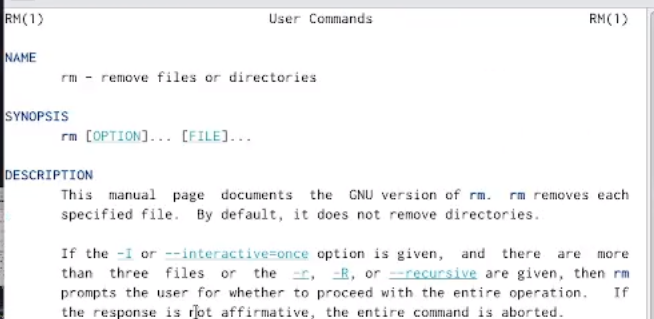 RM(1) User Commands RM(1)
NAME
rm - remove files or directories
SYNOPSIS
rm [OPTION]... [FILE]...
DESCRIPTION
This manual page documents the GNU version of rm. rm removes each
specified file. By default, it does not remove directories.
If the -I or --interactive=once option is given, and there are more
than three files or the -r, -R, or --recursive are given, then rm
prompts the user for whether to proceed with the entire operation. If
the response is not affirmative, the entire command is aborted.